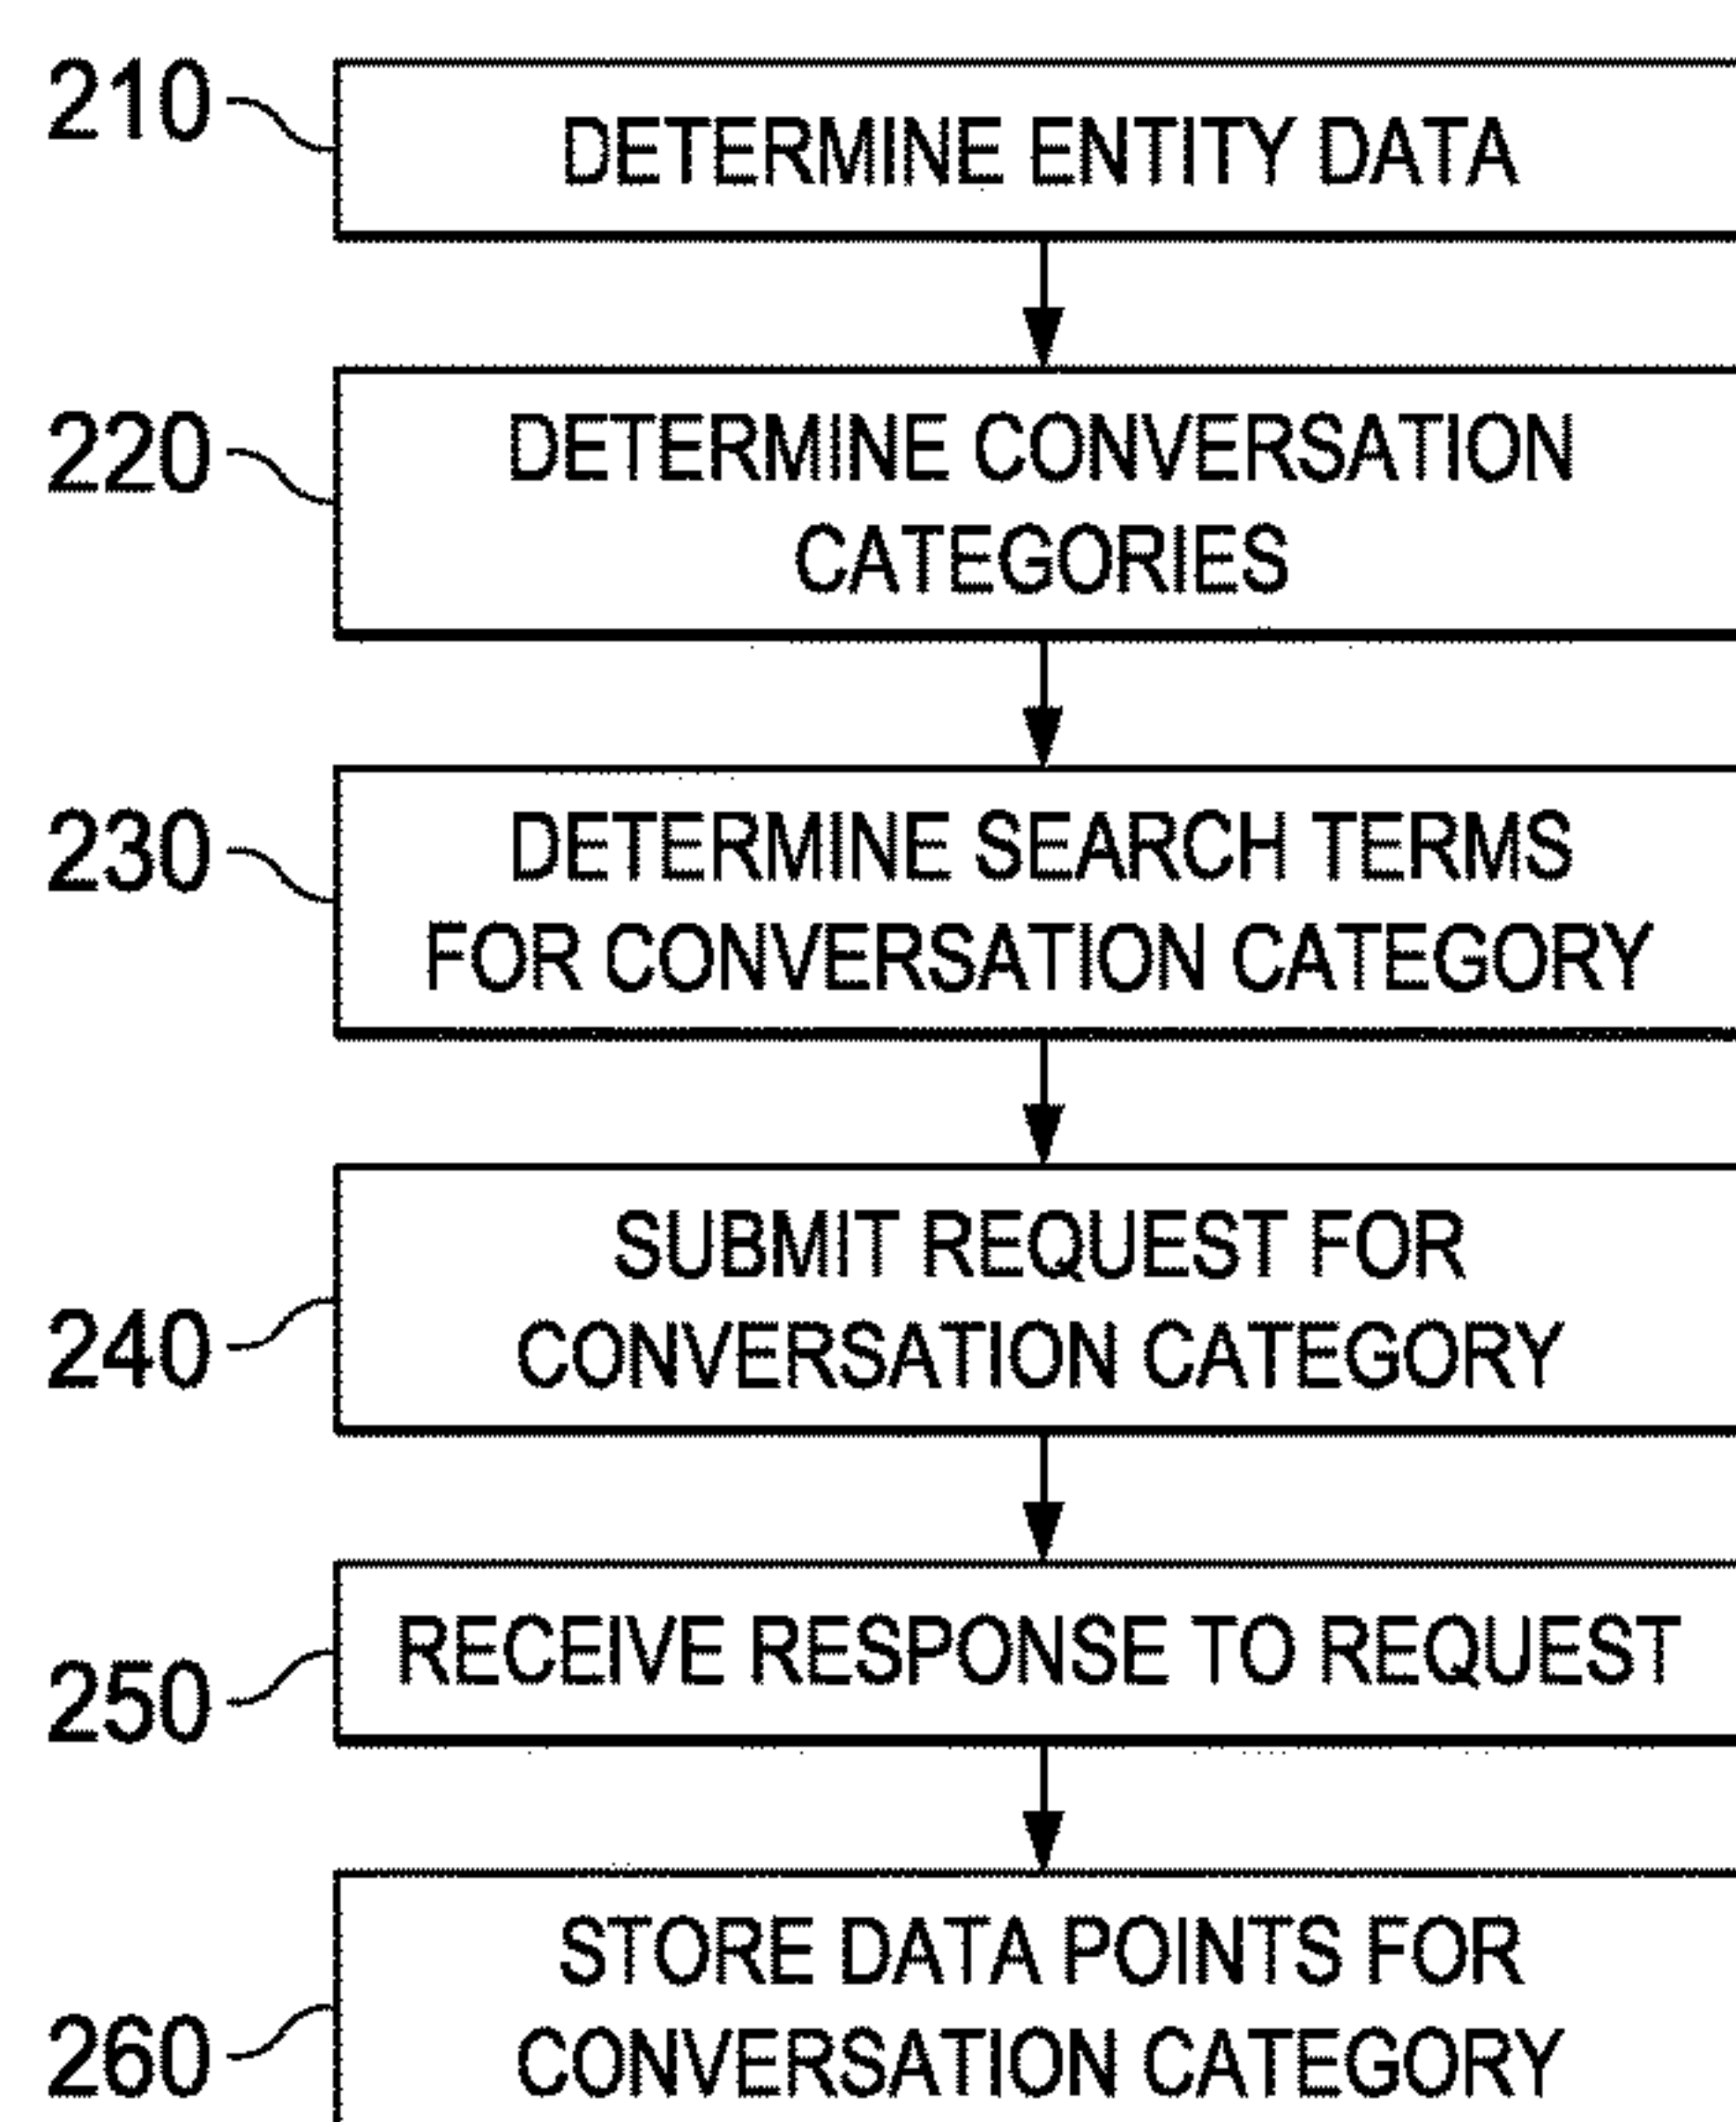 210
DETERMINE ENTITY DATA
220
DETERMINE CONVERSATION
CATEGORIES
230
DETERMINE SEARCH TERMS
FOR CONVERSATION CATEGORY
240
SUBMIT REQUEST FOR
CONVERSATION CATEGORY
250
RECEIVE RESPONSE TO REQUEST
260
STORE DATA POINTS FOR
CONVERSATION CATEGORY